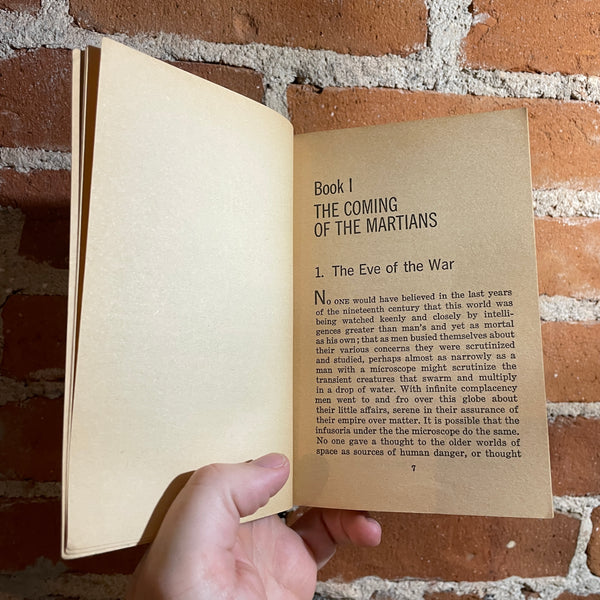 Book I
THE COMING
OF THE MARTIANS
1. The Eve of the War
No one would have believed in the last years
of the nineteenth century that this world was
being watched keenly and closely by intelli-
gences greater than man's and yet as mortal
as his own; that as men busied themselves about
their various concerns they were scrutinized
and studied, perhaps almost as narrowly as a
man with a microscope might scrutinize the
transient creatures that swarm and multiply
in a drop of water. With infinite complacency
men went to and fro over this globe about
their little affairs, serene in their assurance of
their empire over matter. It is possible that the
infusoria under the the microscope do the same.
No one gave a thought to the older worlds of
space as sources of human danger, or thought
7